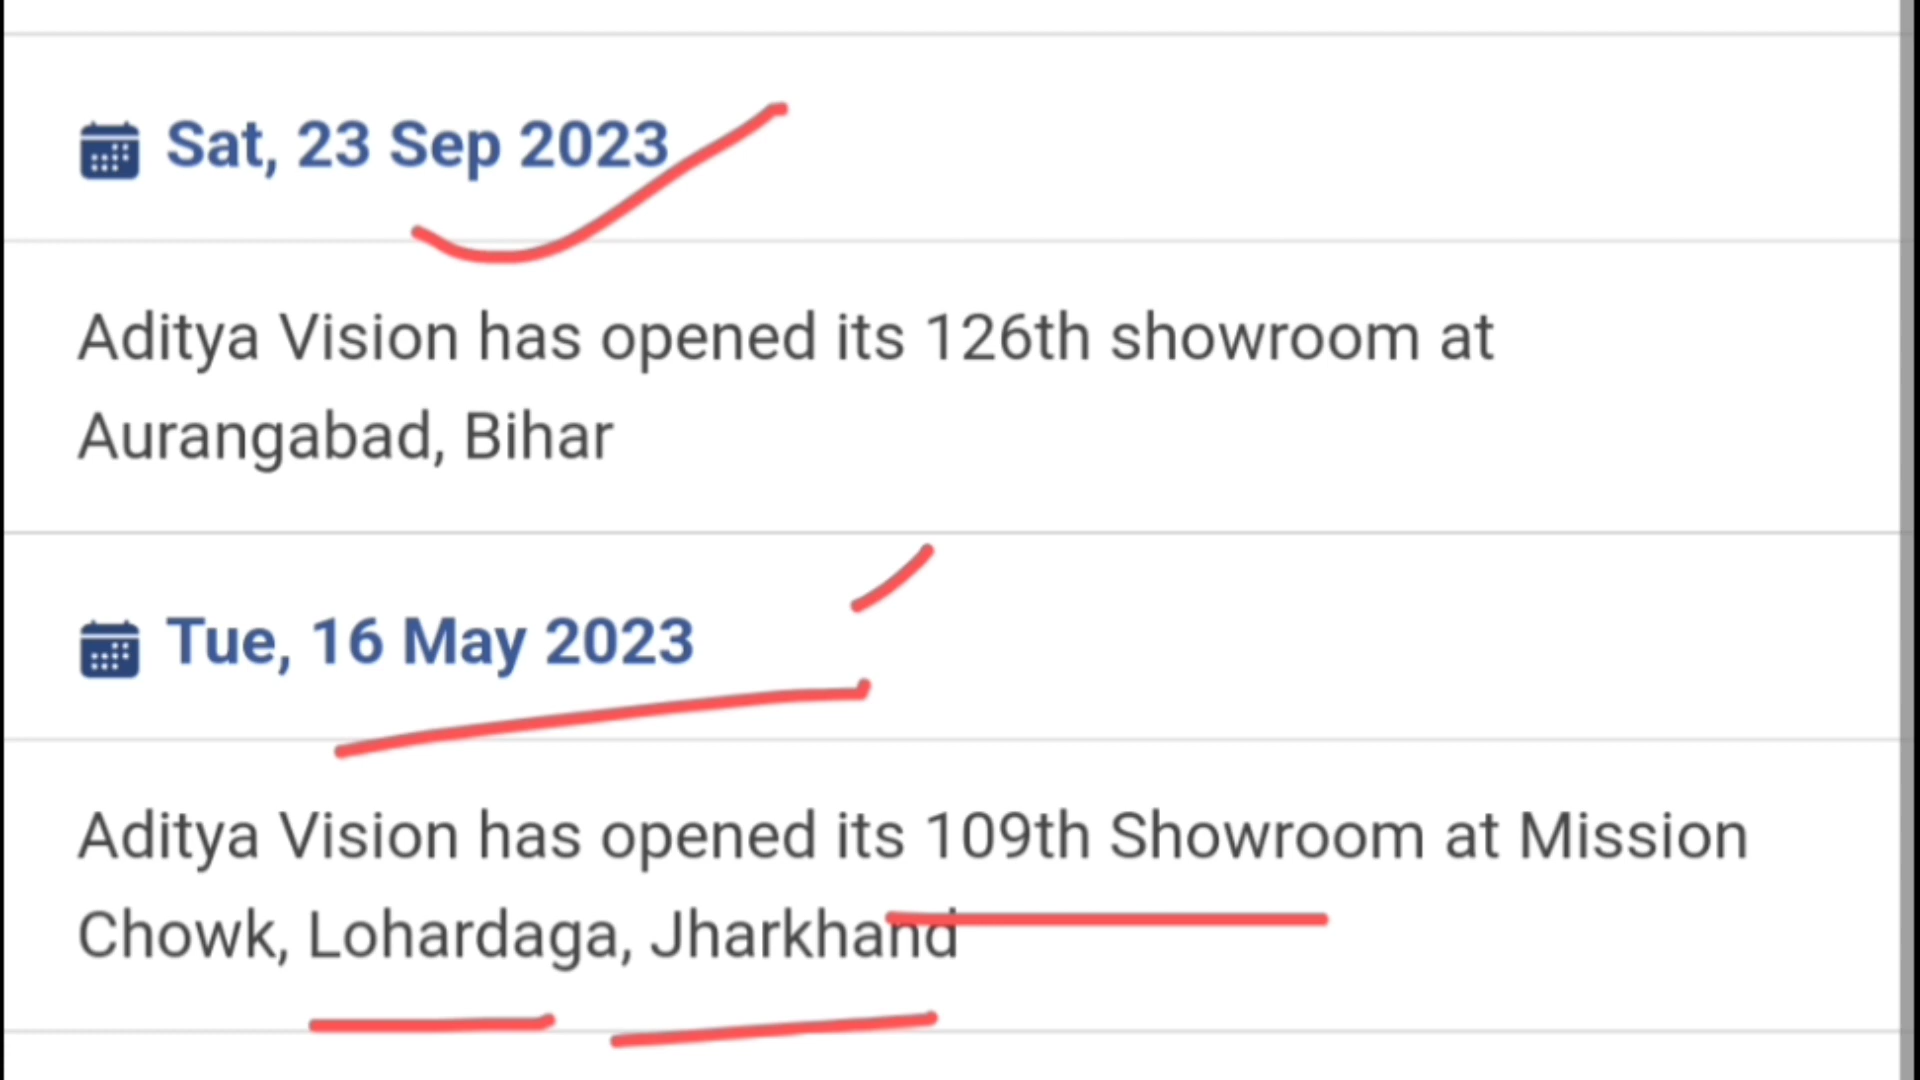 Sat, 23 Sep 2023
Aditya Vision has opened its 126th showroom at
Aurangabad, Bihar
Tue, 16 May 2023
Aditya Vision has opened its 109th Showroom at Mission
Chowk, Lohardaga, Jharkhand